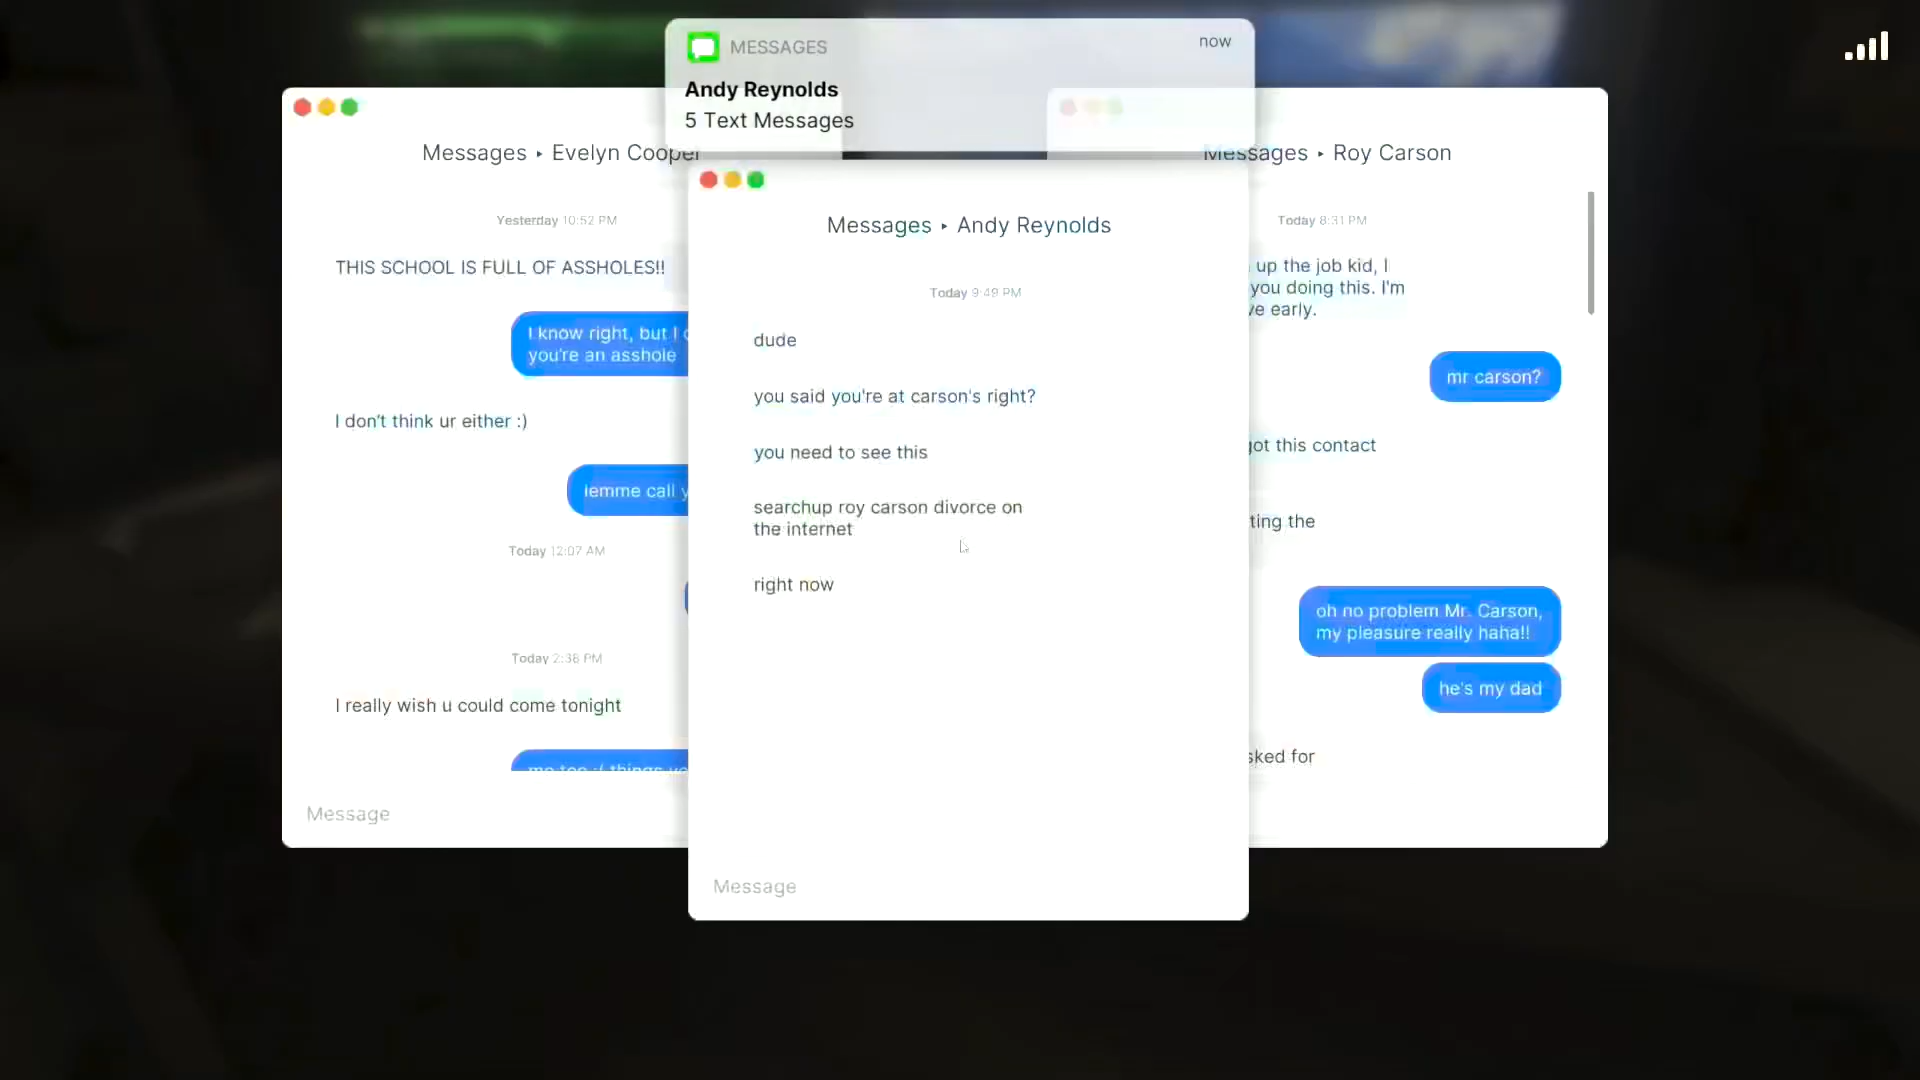 MESSAGES
now
Andy Reynolds
5 Text Messages
Messages ▸ Evelyn Cooper
Yesterday 10:52 PM
THIS SCHOOL IS FULL OF ASSHOLES!!
I know right, but I
you're an asshole
I don't think ur either :)
lemme call
Today 12:07 AM
Today 2:38 PM
I really wish u could come tonight
me too :( things
Message
Messages ▸ Andy Reynolds
Today 9:49 PM
dude
you said you're at carson's right?
you need to see this
searchup roy carson divorce on
the internet
right now
Message
Messages ▸ Roy Carson
Today 8:31 PM
up the job kid, I
you doing this. I'm
early.
mr carson?
got this contact
the
oh no problem Mr. Carson,
my pleasure really haha!!
he's my dad
for